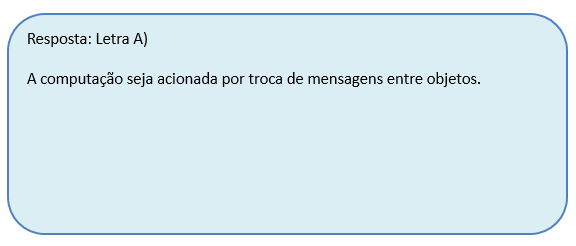 Resposta: Letra A)
A computação seja acionada por troca de mensagens entre objetos.